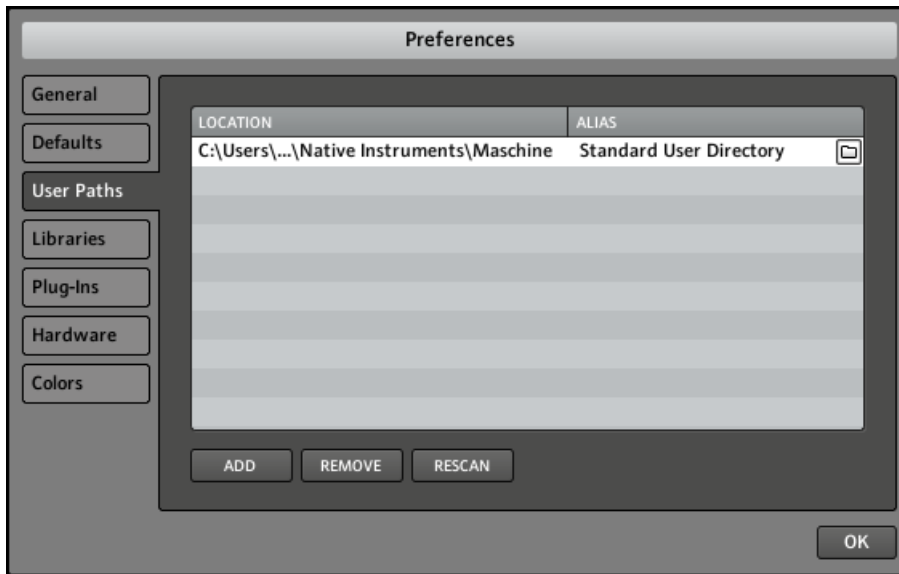 Preferences
General
Defaults
User Paths
Libraries
Plug-Ins
Hardware
Colors
LOCATION ALIAS
C:\Users\...\Native Instruments\Maschine Standard User Directory
ADD REMOVE RESCAN
OK